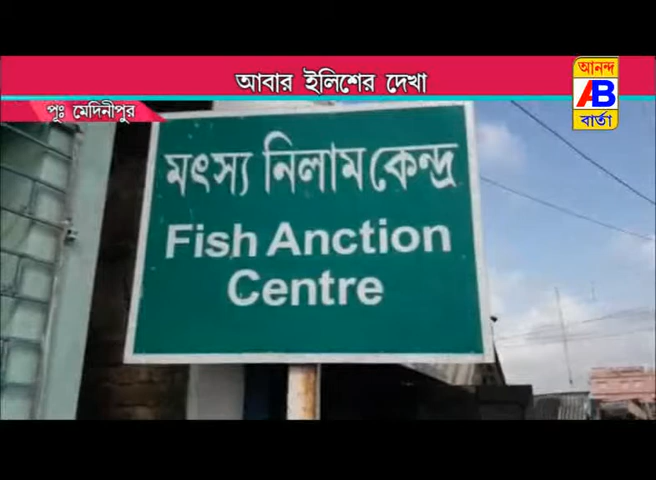 আবার ইলিশের দেখা
আনন্দ
AB
বার্তা
পূঃ মেদিনীপুর
মৎস্য নিলাম কেন্দ্র
Fish Anction
Centre